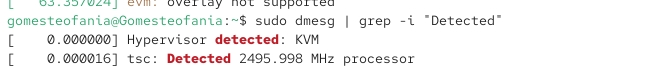 [   63.357024] evm: overlay not supported
gomesteofania@Gomesteofania:~$ sudo dmesg | grep -i "Detected"
[    0.000000] Hypervisor detected: KVM
[    0.000016] tsc: Detected 2495.998 MHz processor